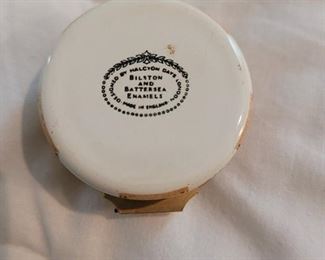 DESIGNED BY HALCYON DAYS LONDON
BILSTON
AND
BATTERSEA
ENAMELS
MADE IN ENGLAND